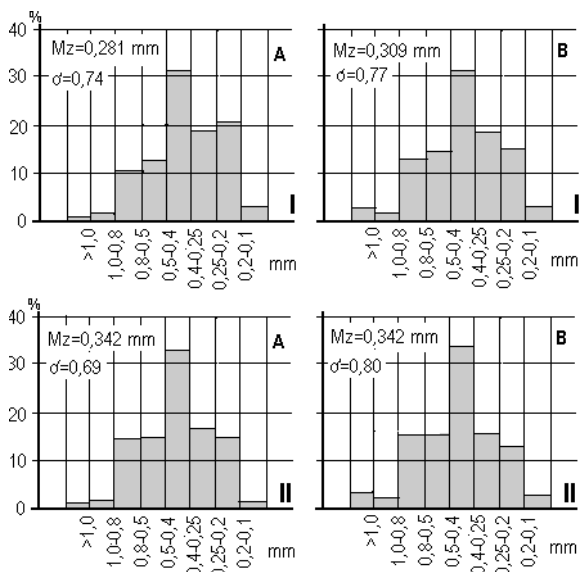 %
40
30
20
10
0
Mz=0,281 mm
σ=0,74
A
I
>1,0
1,0-0,8
0,8-0,5
0,5-0,4
0,4-0,25
0,25-0,2
0,2-0,1
mm
Mz=0,309 mm
σ=0,77
B
I
>1,0
1,0-0,8
0,8-0,5
0,5-0,4
0,4-0,25
0,25-0,2
0,2-0,1
mm
%
40
30
20
10
0
Mz=0,342 mm
σ=0,69
A
II
>1,0
1,0-0,8
0,8-0,5
0,5-0,4
0,4-0,25
0,25-0,2
0,2-0,1
mm
Mz=0,342 mm
σ=0,80
B
II
>1,0
1,0-0,8
0,8-0,5
0,5-0,4
0,4-0,25
0,25-0,2
0,2-0,1
mm